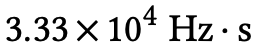 3.33 × 10⁴ Hz · s